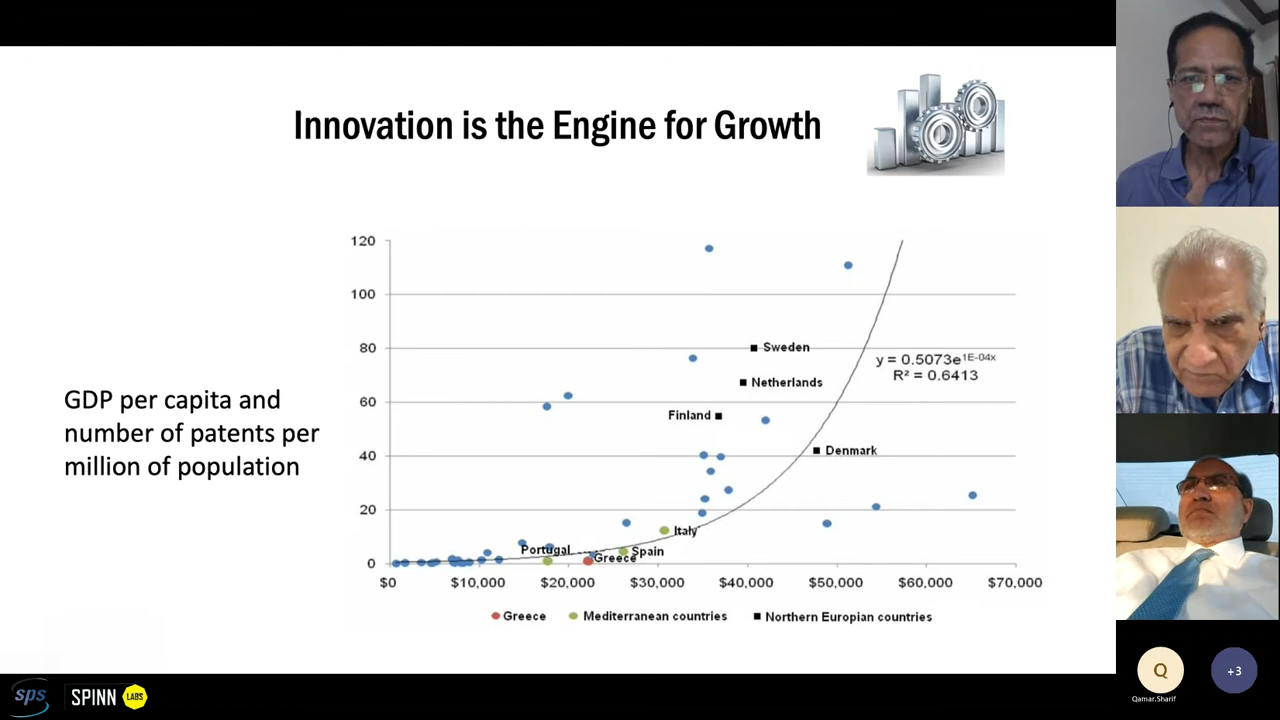 Innovation is the Engine for Growth
GDP per capita and
number of patents per
million of population
120
100
80
60
40
20
0
Sweden
Netherlands
Finland
Denmark
y = 0.5073e1E-04x
R² = 0.6413
Italy
Portugal
Spain
Greece
$0
$10,000
$20,000
$30,000
$40,000
$50,000
$60,000
$70,000
Greece
Mediterranean countries
Northern Europian countries
sps
SPINN LABS
Q
Qamar.Sharif
+3